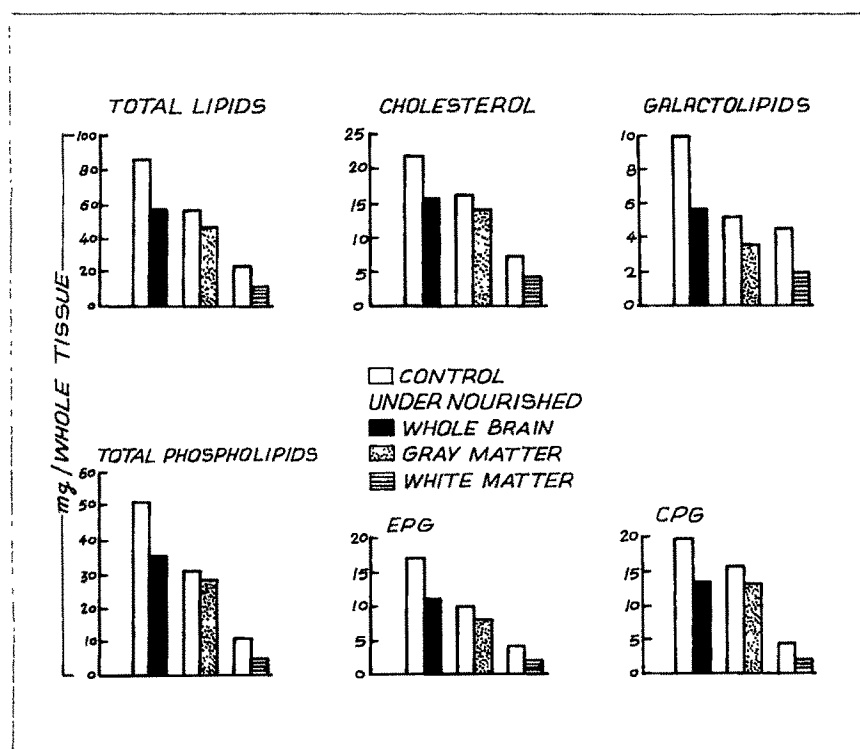 TOTAL LIPIDS
100
80
60
40
20
0
CHOLESTEROL
25
20
15
10
5
0
GALACTOLIPIDS
10
8
6
4
2
0
mg/WHOLE TISSUE
CONTROL
UNDERNOURISHED
WHOLE BRAIN
GRAY MATTER
WHITE MATTER
TOTAL PHOSPHOLIPIDS
60
50
40
30
20
10
0
EPG
20
15
10
5
0
CPG
20
15
10
5
0